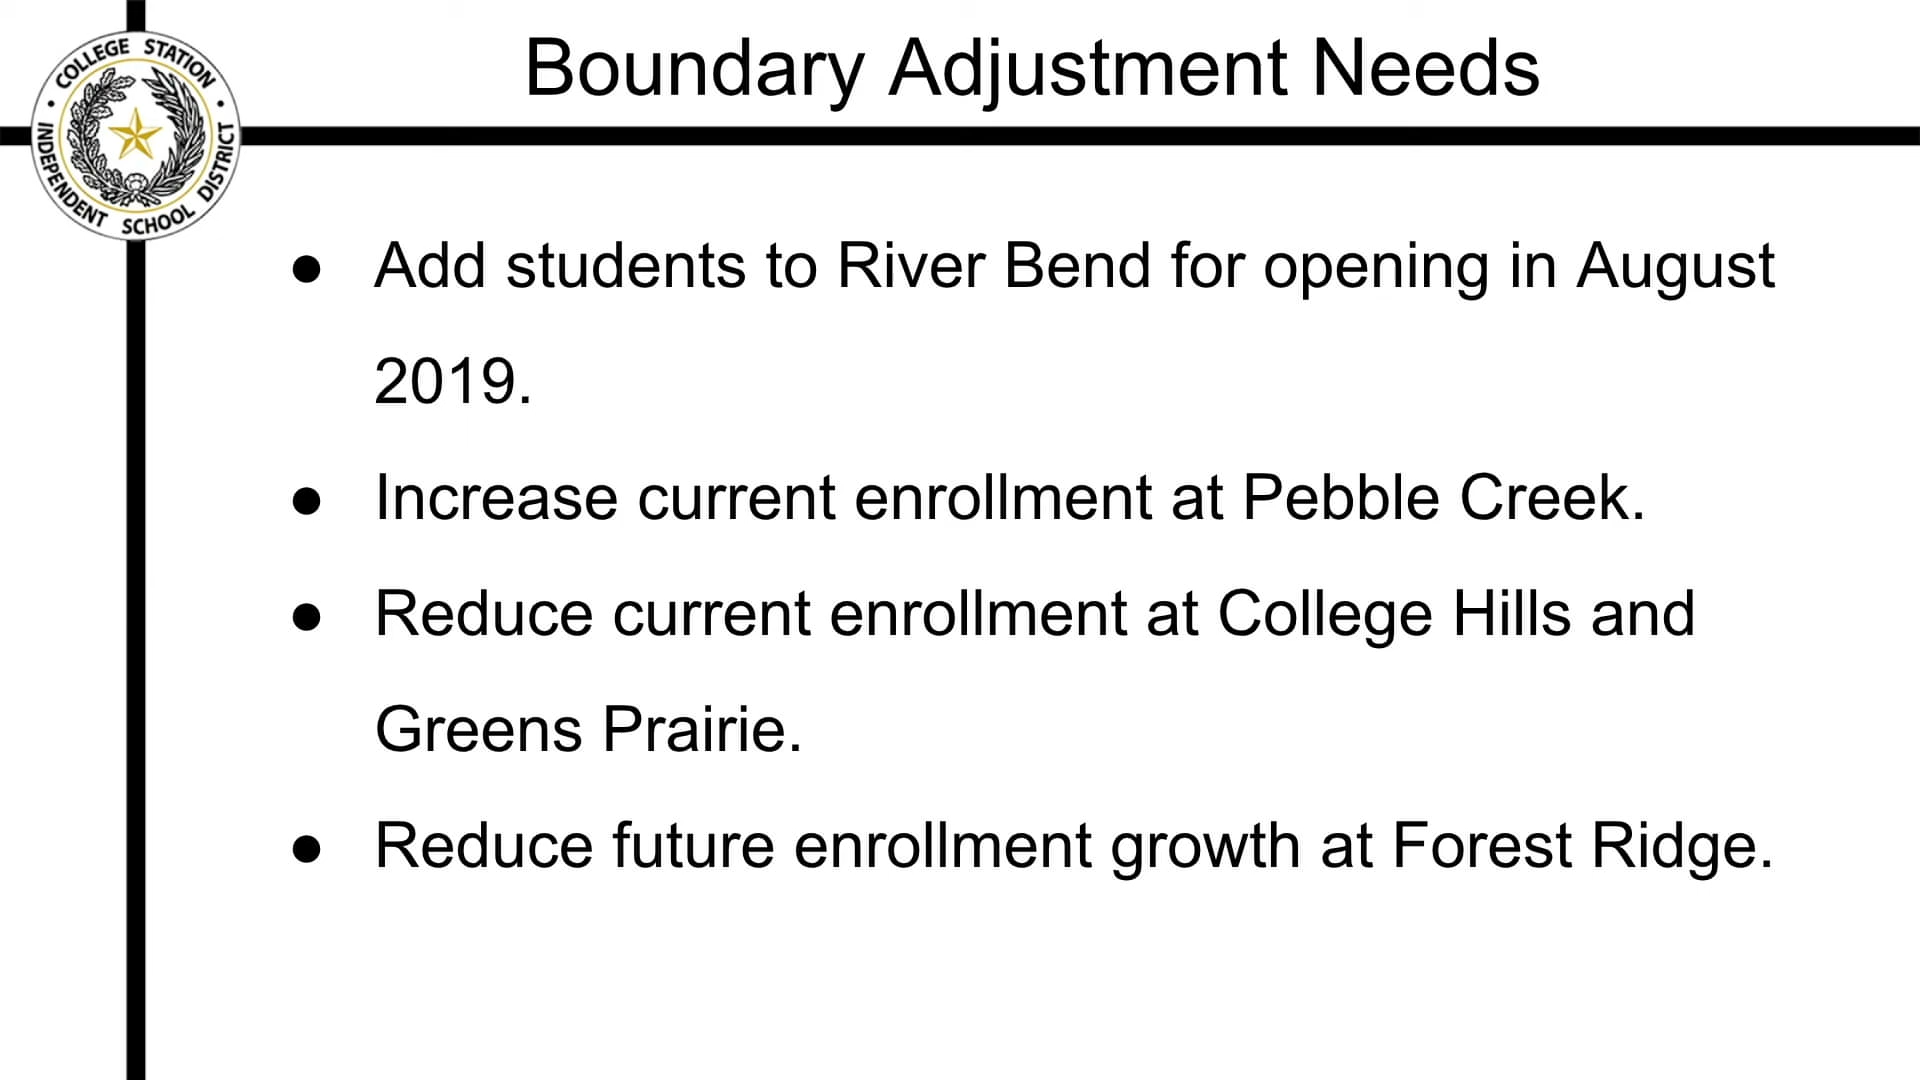 COLLEGE STATION
INDEPENDENT SCHOOL DISTRICT
Boundary Adjustment Needs
● Add students to River Bend for opening in August
2019.
● Increase current enrollment at Pebble Creek.
● Reduce current enrollment at College Hills and
Greens Prairie.
● Reduce future enrollment growth at Forest Ridge.